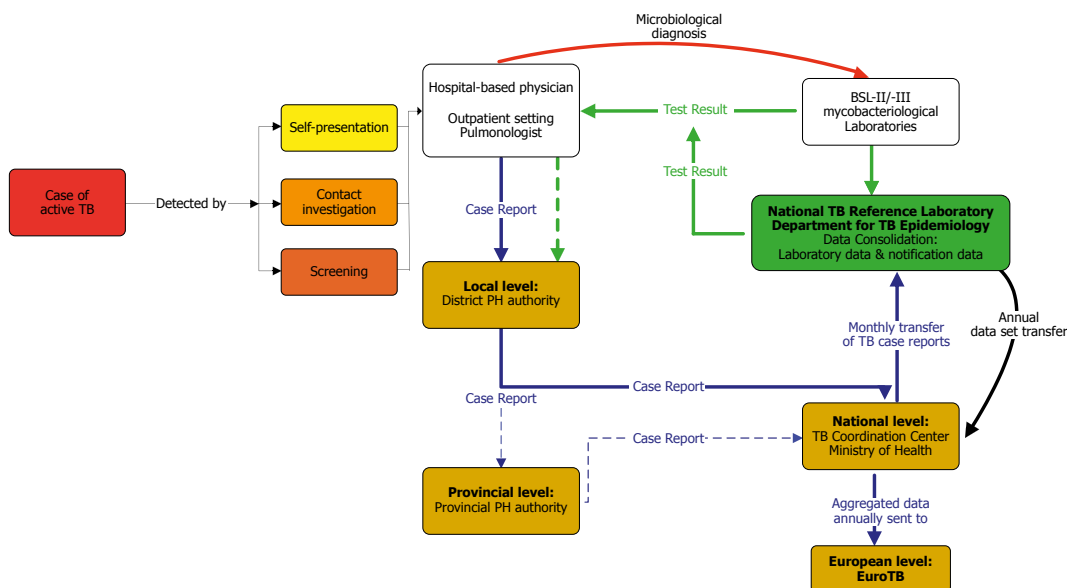 Microbiological
diagnosis
Hospital-based physician
Outpatient setting
Pulmonologist
Test Result
BSL-II/-III
mycobacteriological
Laboratories
Self-presentation
Case of
active TB
Detected by
Contact
investigation
Screening
Case Report
Test Result
National TB Reference Laboratory
Department for TB Epidemiology
Data Consolidation:
Laboratory data & notification data
Local level:
District PH authority
Monthly transfer
of TB case reports
Annual
data set transfer
Case Report
Case Report
Case Report
National level:
TB Coordination Center
Ministry of Health
Provincial level:
Provincial PH authority
Aggregated data
annually sent to
European level:
EuroTB